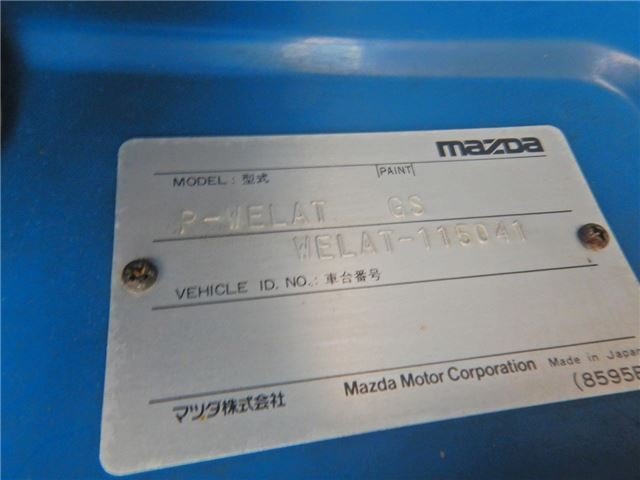 mazda
MODEL : 型式 PAINT
P-WELAT GS
WELAT-115041
VEHICLE ID. NO. : 車台番号
マツダ株式会社 Mazda Motor Corporation Made in Japan
(8595B